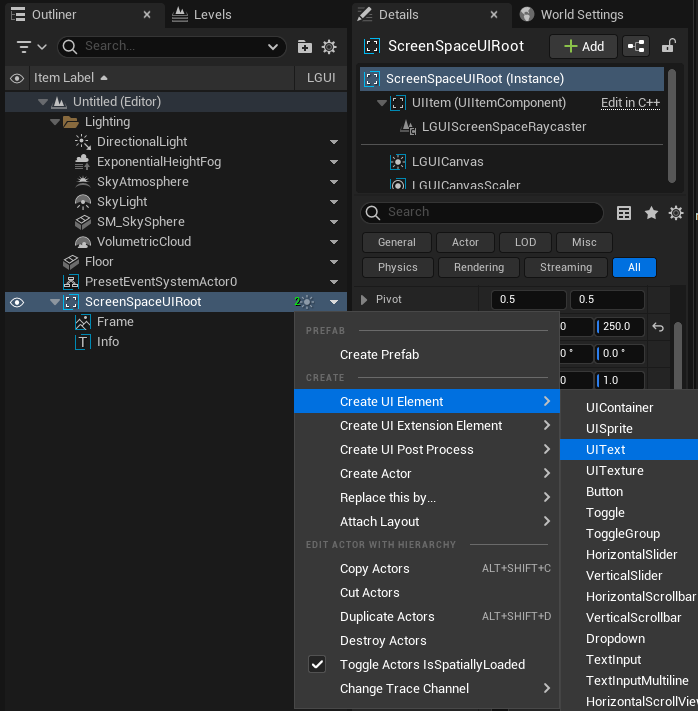 Outliner
Levels
Search...
Item Label
LGUI
Untitled (Editor)
Lighting
DirectionalLight
ExponentialHeightFog
SkyAtmosphere
SkyLight
SM_SkySphere
VolumetricCloud
Floor
PresetEventSystemActor0
ScreenSpaceUIRoot
2
Frame
Info
Details
World Settings
ScreenSpaceUIRoot
Add
ScreenSpaceUIRoot (Instance)
UIItem (UIItemComponent)
Edit in C++
LGUIScreenSpaceRaycaster
LGUICanvas
LGUICanvasScaler
Search
General
Actor
LOD
Misc
Physics
Rendering
Streaming
All
Pivot
0.5
0.5
0
250.0
0 °
0.0 °
0
1.0
PREFAB
Create Prefab
CREATE
Create UI Element
Create UI Extension Element
Create UI Post Process
Create Actor
Replace this by...
Attach Layout
EDIT ACTOR WITH HIERARCHY
Copy Actors ALT+SHIFT+C
Cut Actors
Duplicate Actors ALT+SHIFT+D
Destroy Actors
Toggle Actors IsSpatiallyLoaded
Change Trace Channel
UIContainer
UISprite
UIText
UITexture
Button
Toggle
ToggleGroup
HorizontalSlider
VerticalSlider
HorizontalScrollbar
VerticalScrollbar
Dropdown
TextInput
TextInputMultiline
HorizontalScrollVie